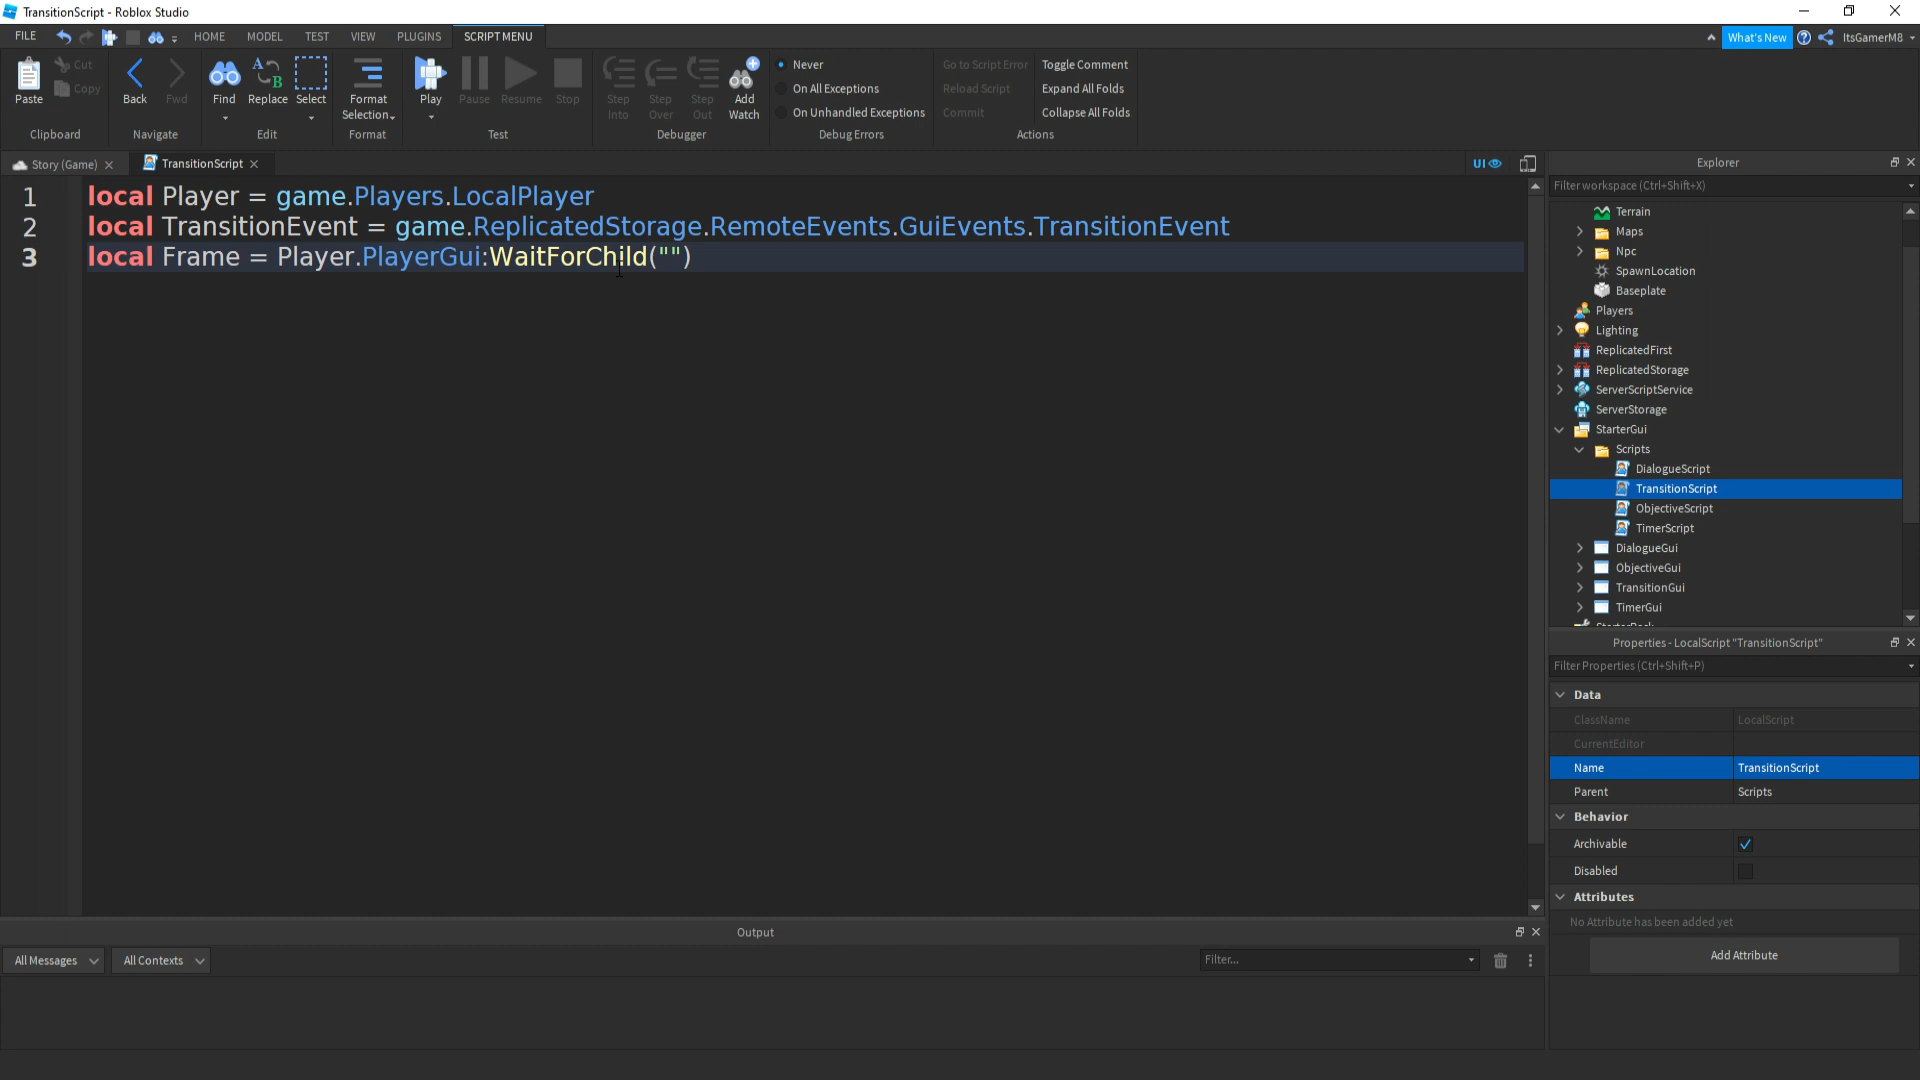 TransitionScript - Roblox Studio
FILE HOME MODEL TEST VIEW PLUGINS SCRIPT MENU What's New ItsGamerM8
Paste Cut Copy Clipboard
Back Fwd Navigate
Find Replace Select Edit
Format Selection Format
Play Pause Resume Stop Test
Step Into Step Over Step Out Add Watch Debugger
Never
On All Exceptions
On Unhandled Exceptions
Debug Errors
Go to Script Error Toggle Comment
Reload Script Expand All Folds
Commit Collapse All Folds
Actions
Story (Game) TransitionScript UI
1 local Player = game.Players.LocalPlayer
2 local TransitionEvent = game.ReplicatedStorage.RemoteEvents.GuiEvents.TransitionEvent
3 local Frame = Player.PlayerGui:WaitForChild("")
Explorer
Filter workspace (Ctrl+Shift+X)
Terrain
Maps
Npc
SpawnLocation
Baseplate
Players
Lighting
ReplicatedFirst
ReplicatedStorage
ServerScriptService
ServerStorage
StarterGui
Scripts
DialogueScript
TransitionScript
ObjectiveScript
TimerScript
DialogueGui
ObjectiveGui
TransitionGui
TimerGui
Properties - LocalScript "TransitionScript"
Filter Properties (Ctrl+Shift+P)
Data
ClassName LocalScript
CurrentEditor
Name TransitionScript
Parent Scripts
Behavior
Archivable
Disabled
Attributes
No Attribute has been added yet
Add Attribute
Output
All Messages All Contexts Filter...